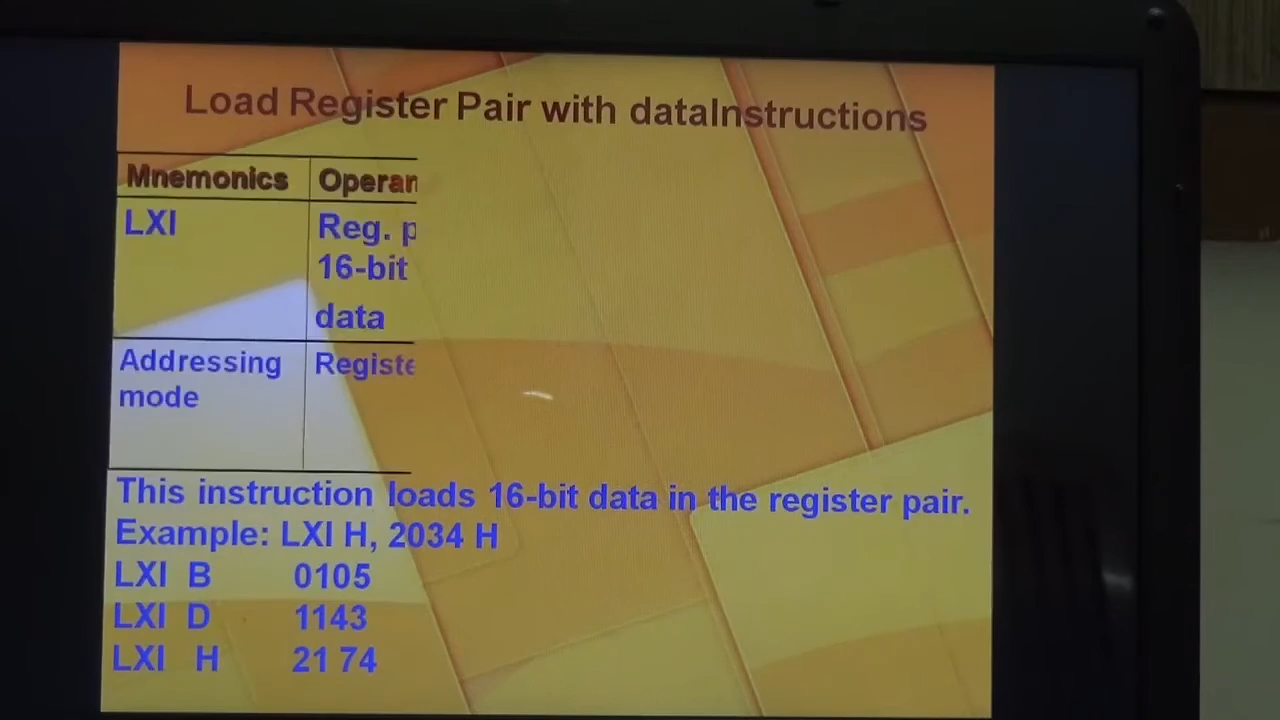 Load Register Pair with dataInstructions
Mnemonics Operan
LXI Reg. p
16-bit
data
Addressing Registe
mode
This instruction loads 16-bit data in the register pair.
Example: LXI H, 2034 H
LXI B 0105
LXI D 1143
LXI H 21 74